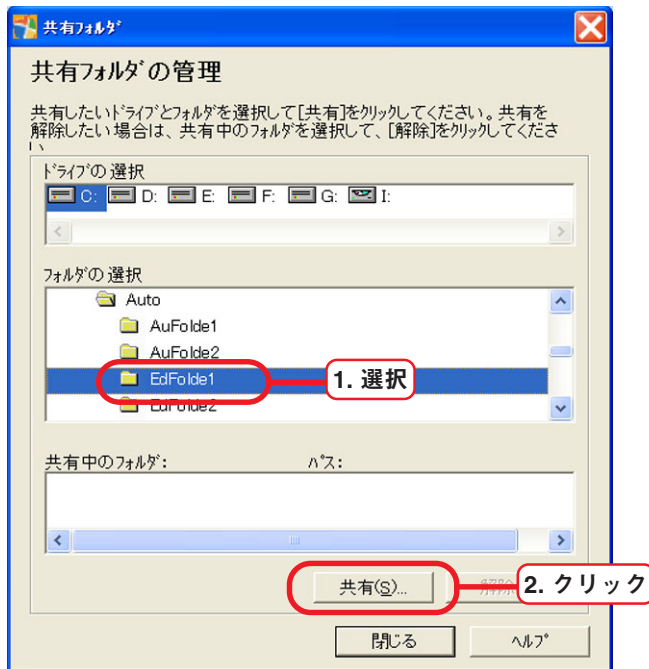 共有フォルダ
共有フォルダの管理
共有したいドライブとフォルダを選択して[共有]をクリックしてください。共有を
解除したい場合は、共有中のフォルダを選択して、[解除]をクリックしてくださ
い
ドライブの選択
C: D: E: F: G: I:
フォルダの選択
Auto
AuFolde1
AuFolde2
EdFolde1
1. 選択
EdFolde2
共有中のフォルダ: パス:
共有(S)...
解除
2. クリック
閉じる ヘルプ